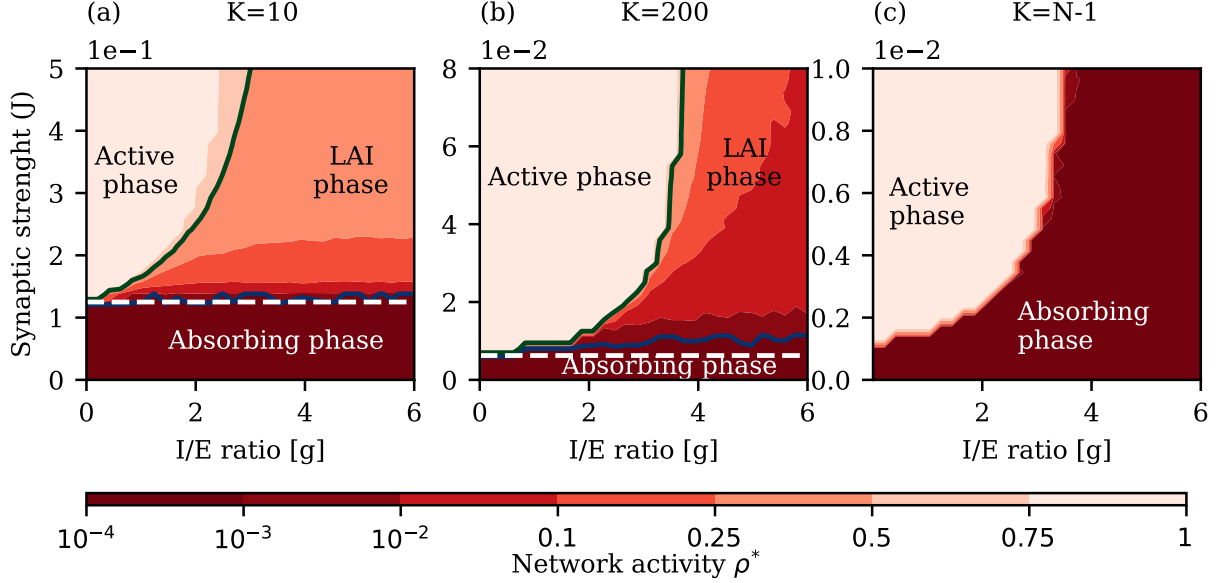 (a) K=10
(b) K=200
(c) K=N-1
1e−1
1e−2
1e−2
Synaptic strenght (J)
5
4
3
2
1
0
Active
phase
LAI
phase
Absorbing phase
0 2 4 6
I/E ratio [g]
8
6
4
2
0
Active phase
LAI
phase
Absorbing phase
0 2 4 6
I/E ratio [g]
1.0
0.8
0.6
0.4
0.2
0.0
Active
phase
Absorbing
phase
2 4 6
I/E ratio [g]
10⁻⁴ 10⁻³ 10⁻² 0.1 0.25 0.5 0.75 1
Network activity ρ*